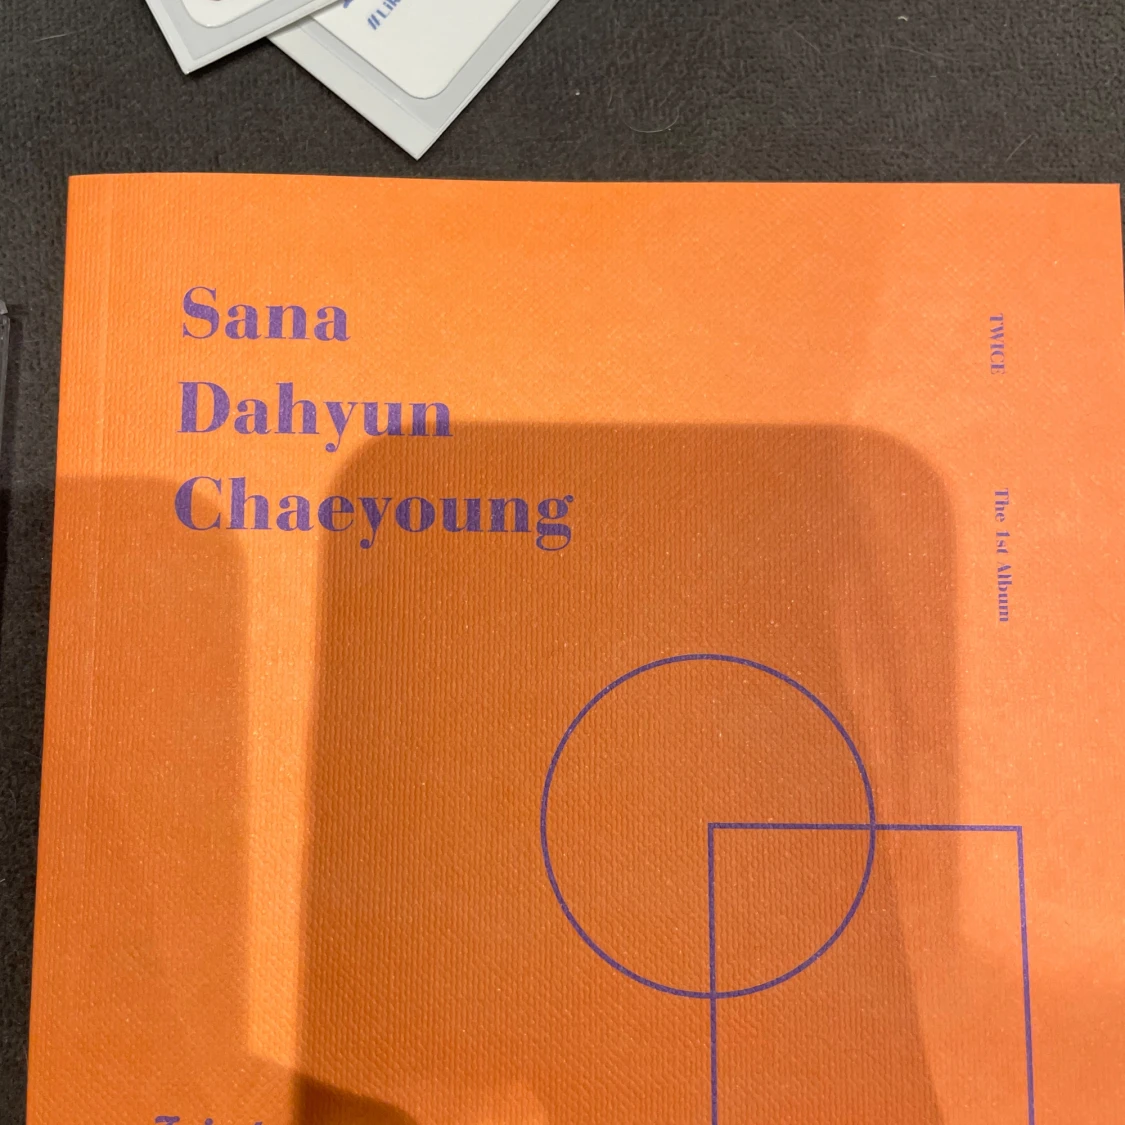 Sana
Dahyun
Chaeyoung
TWICE
The 1st Album